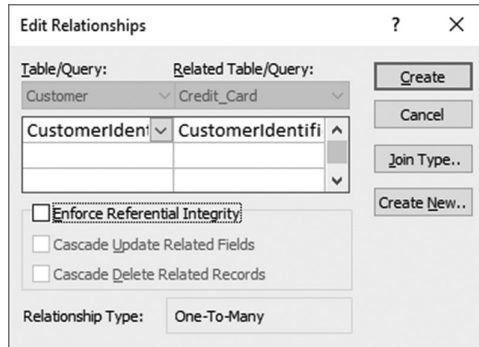 Edit Relationships ? ×
Table/Query: Related Table/Query:
Customer Credit_Card
CustomerIdent CustomerIdentifi
Enforce Referential Integrity
Cascade Update Related Fields
Cascade Delete Related Records
Relationship Type: One-To-Many
Create
Cancel
Join Type..
Create New..